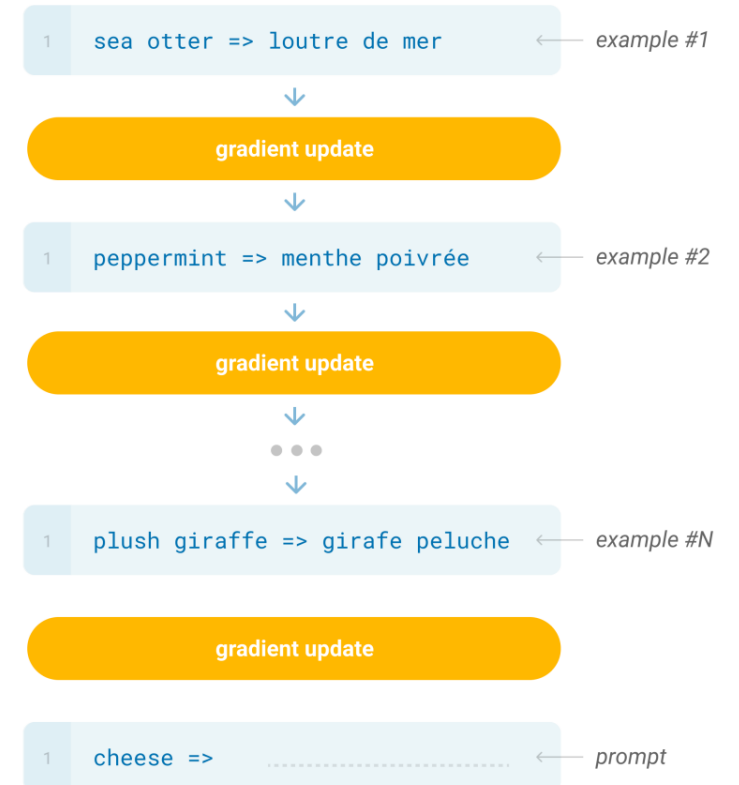 1 sea otter => loutre de mer example #1
gradient update
1 peppermint => menthe poivrée example #2
gradient update
1 plush giraffe => girafe peluche example #N
gradient update
1 cheese => prompt